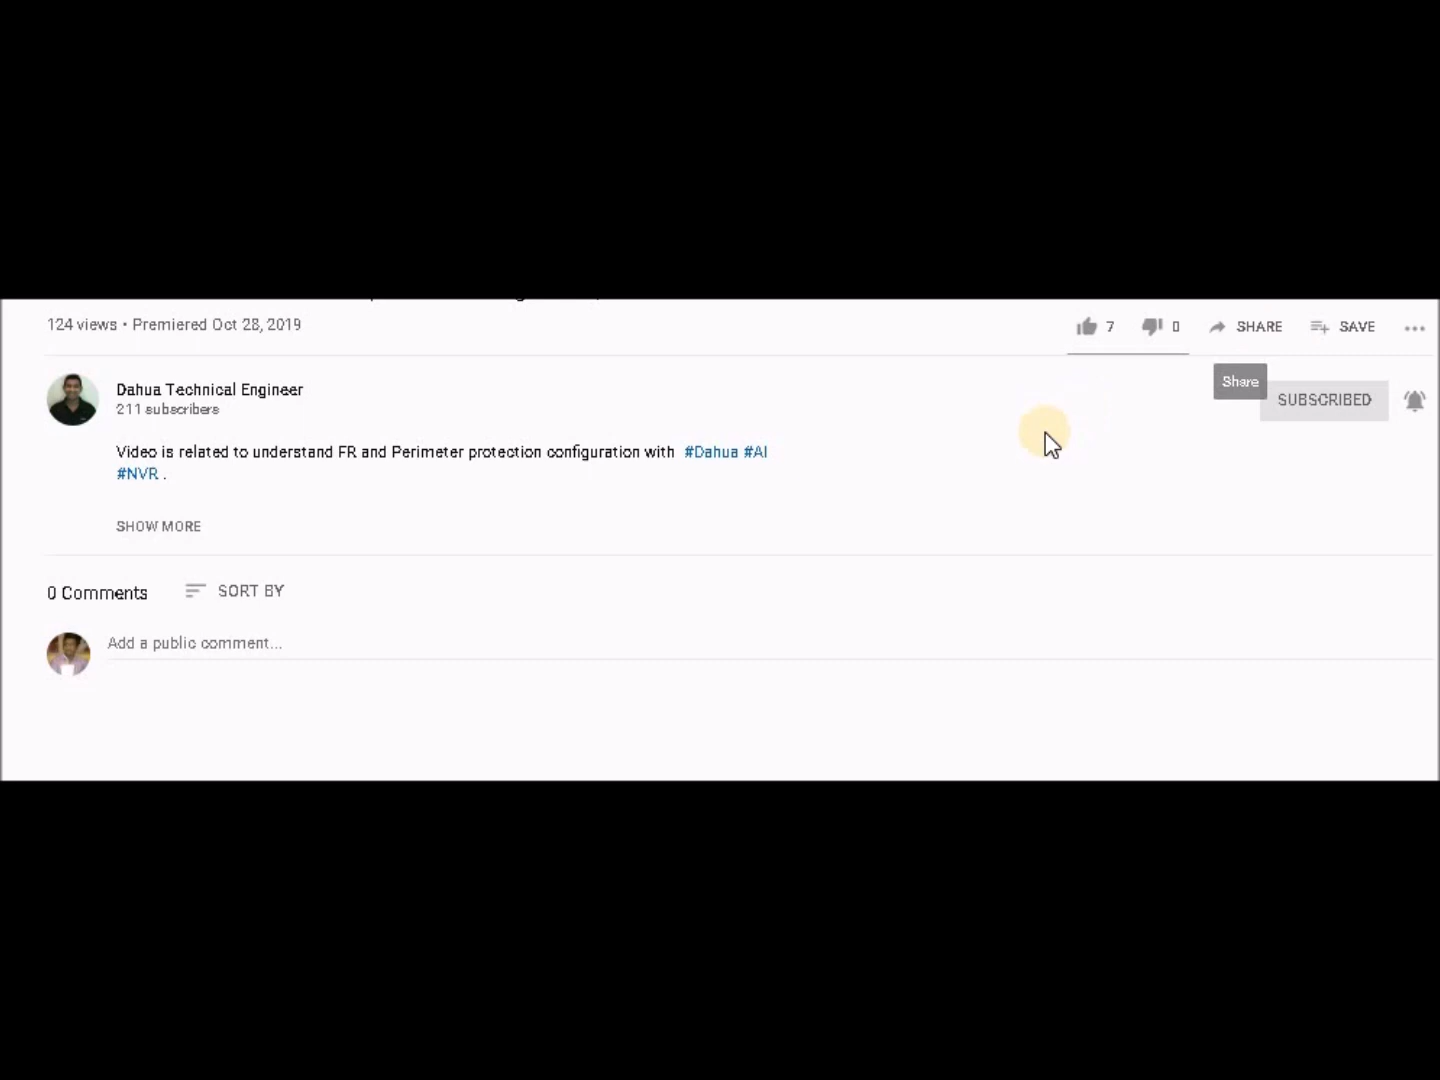 124 views • Premiered Oct 28, 2019
7 0 SHARE SAVE
Dahua Technical Engineer
211 subscribers
Share
SUBSCRIBED
Video is related to understand FR and Perimeter protection configuration with #Dahua #AI
#NVR .
SHOW MORE
0 Comments SORT BY
Add a public comment...